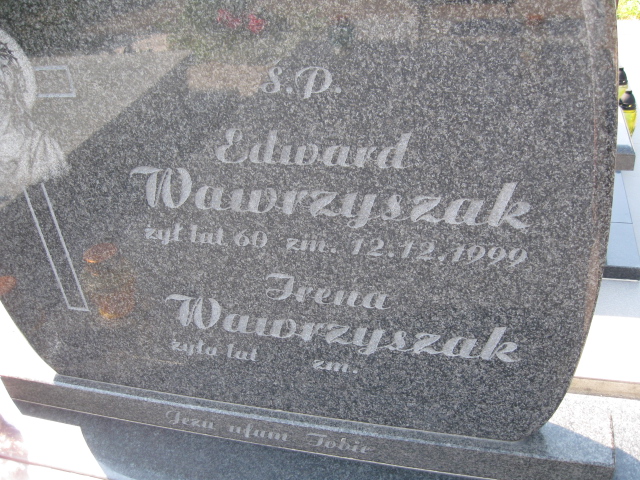 Ś.P.
Edward
Wawrzyszak
żył lat 60 zm. 12.12.1999
Irena
Wawrzyszak
żyła lat zm.
Jezu ufam Tobie